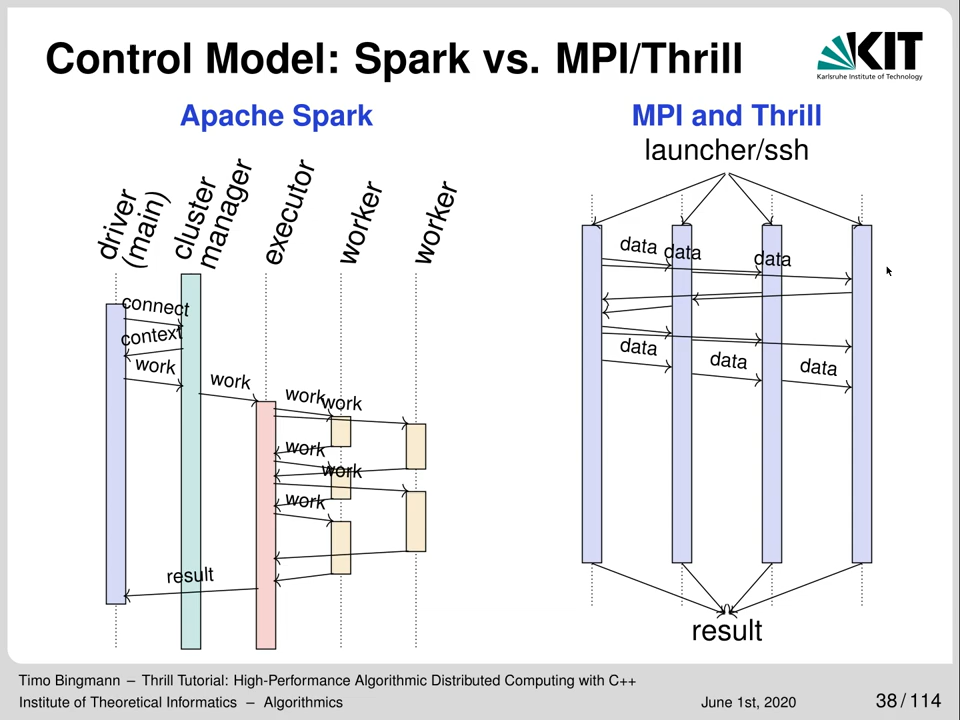 Control Model: Spark vs. MPI/Thrill
KIT
Karlsruhe Institute of Technology
Apache Spark
driver
(main)
cluster
manager
executor
worker
worker
connect
context
work
work
work
work
work
work
work
result
MPI and Thrill
launcher/ssh
data
data
data
data
data
data
result
Timo Bingmann – Thrill Tutorial: High-Performance Algorithmic Distributed Computing with C++
Institute of Theoretical Informatics – Algorithmics
June 1st, 2020
38 / 114